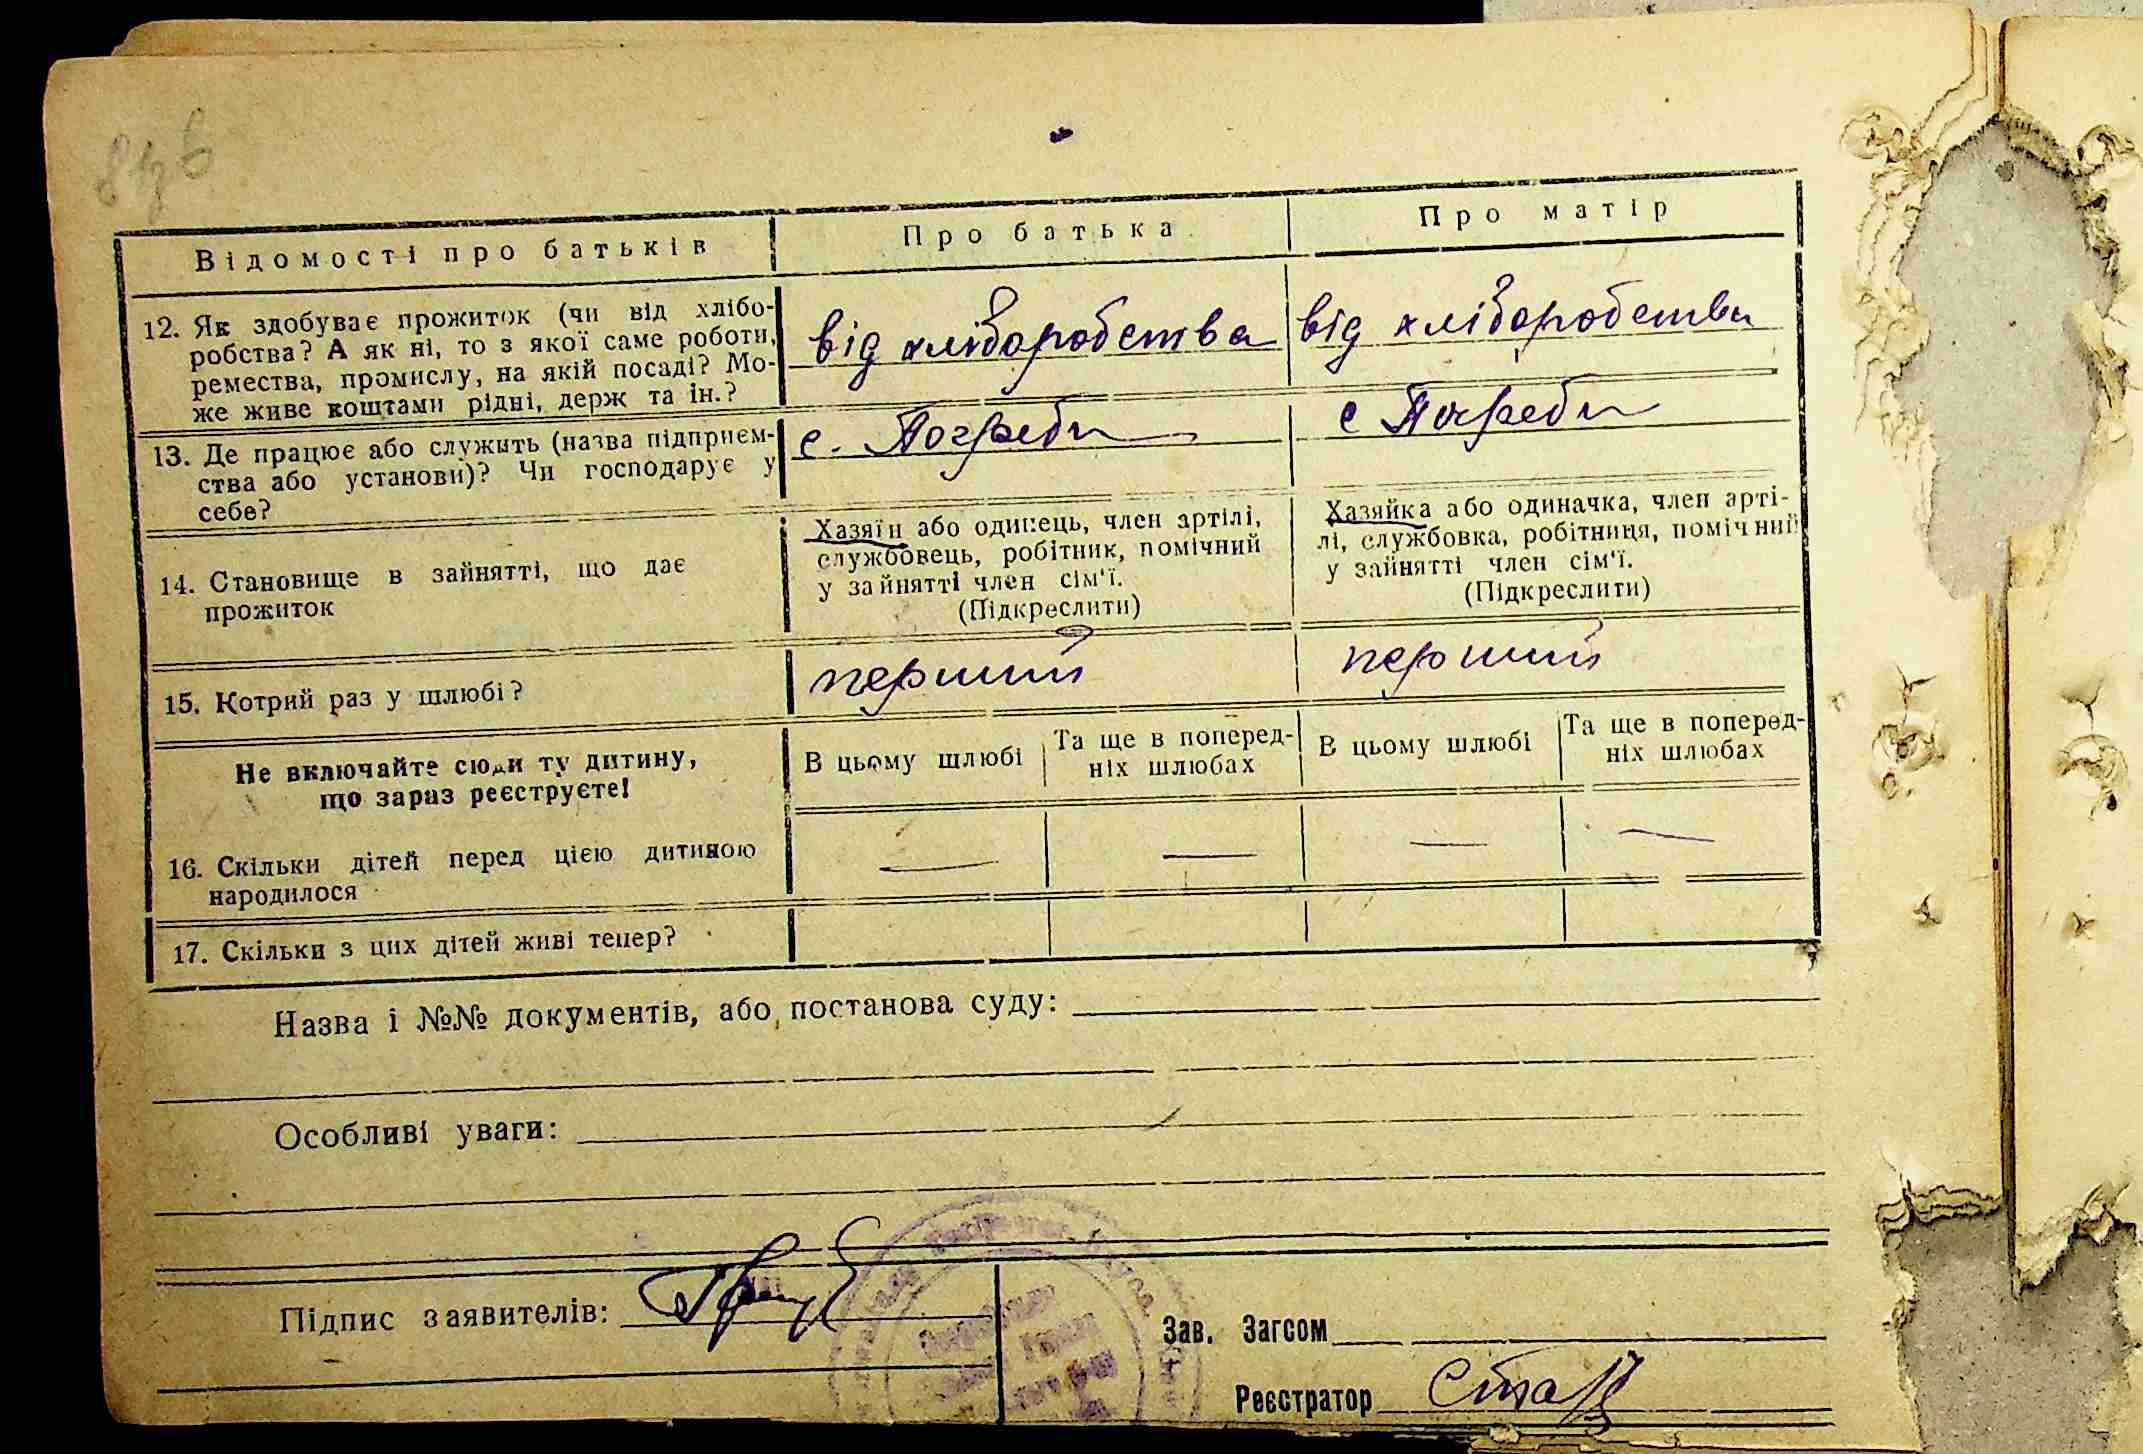 Відомості про батьків
Про батька
Про матір
12. Як здобуває прожиток (чи від хлібо-
робства? А як ні, то з якої саме роботи,
ремества, промислу, на якій посаді? Мо-
же живе коштами рідні, держ та ін.?
від хліборобства
від хліборобства
13. Де працює або служить (назва підприєм-
ства або установи)? Чи господарує у
себе?
с. Погреби
с Погреби
14. Становище в зайнятті, що дає
прожиток
Хазяїн або одинець, член артілі,
службовець, робітник, помічний
у зайнятті член сім'ї.
(Підкреслити)
Хазяйка або одиначка, член арті-
лі, службовка, робітниця, помічний
у зайнятті член сім'ї.
(Підкреслити)
15. Котрий раз у шлюбі?
перший
перший
Не включайте сюди ту дитину,
що зараз реєструєте!
В цьому шлюбі
Та ще в поперед-
ніх шлюбах
В цьому шлюбі
Та ще в поперед-
ніх шлюбах
16. Скільки дітей перед цією дитиною
народилося
— — — —
17. Скільки з цих дітей живі тепер?
Назва і №№ документів, або постанова суду:
Особливі уваги:
Підпис заявителів:
Зав. Загсом
Реєстратор